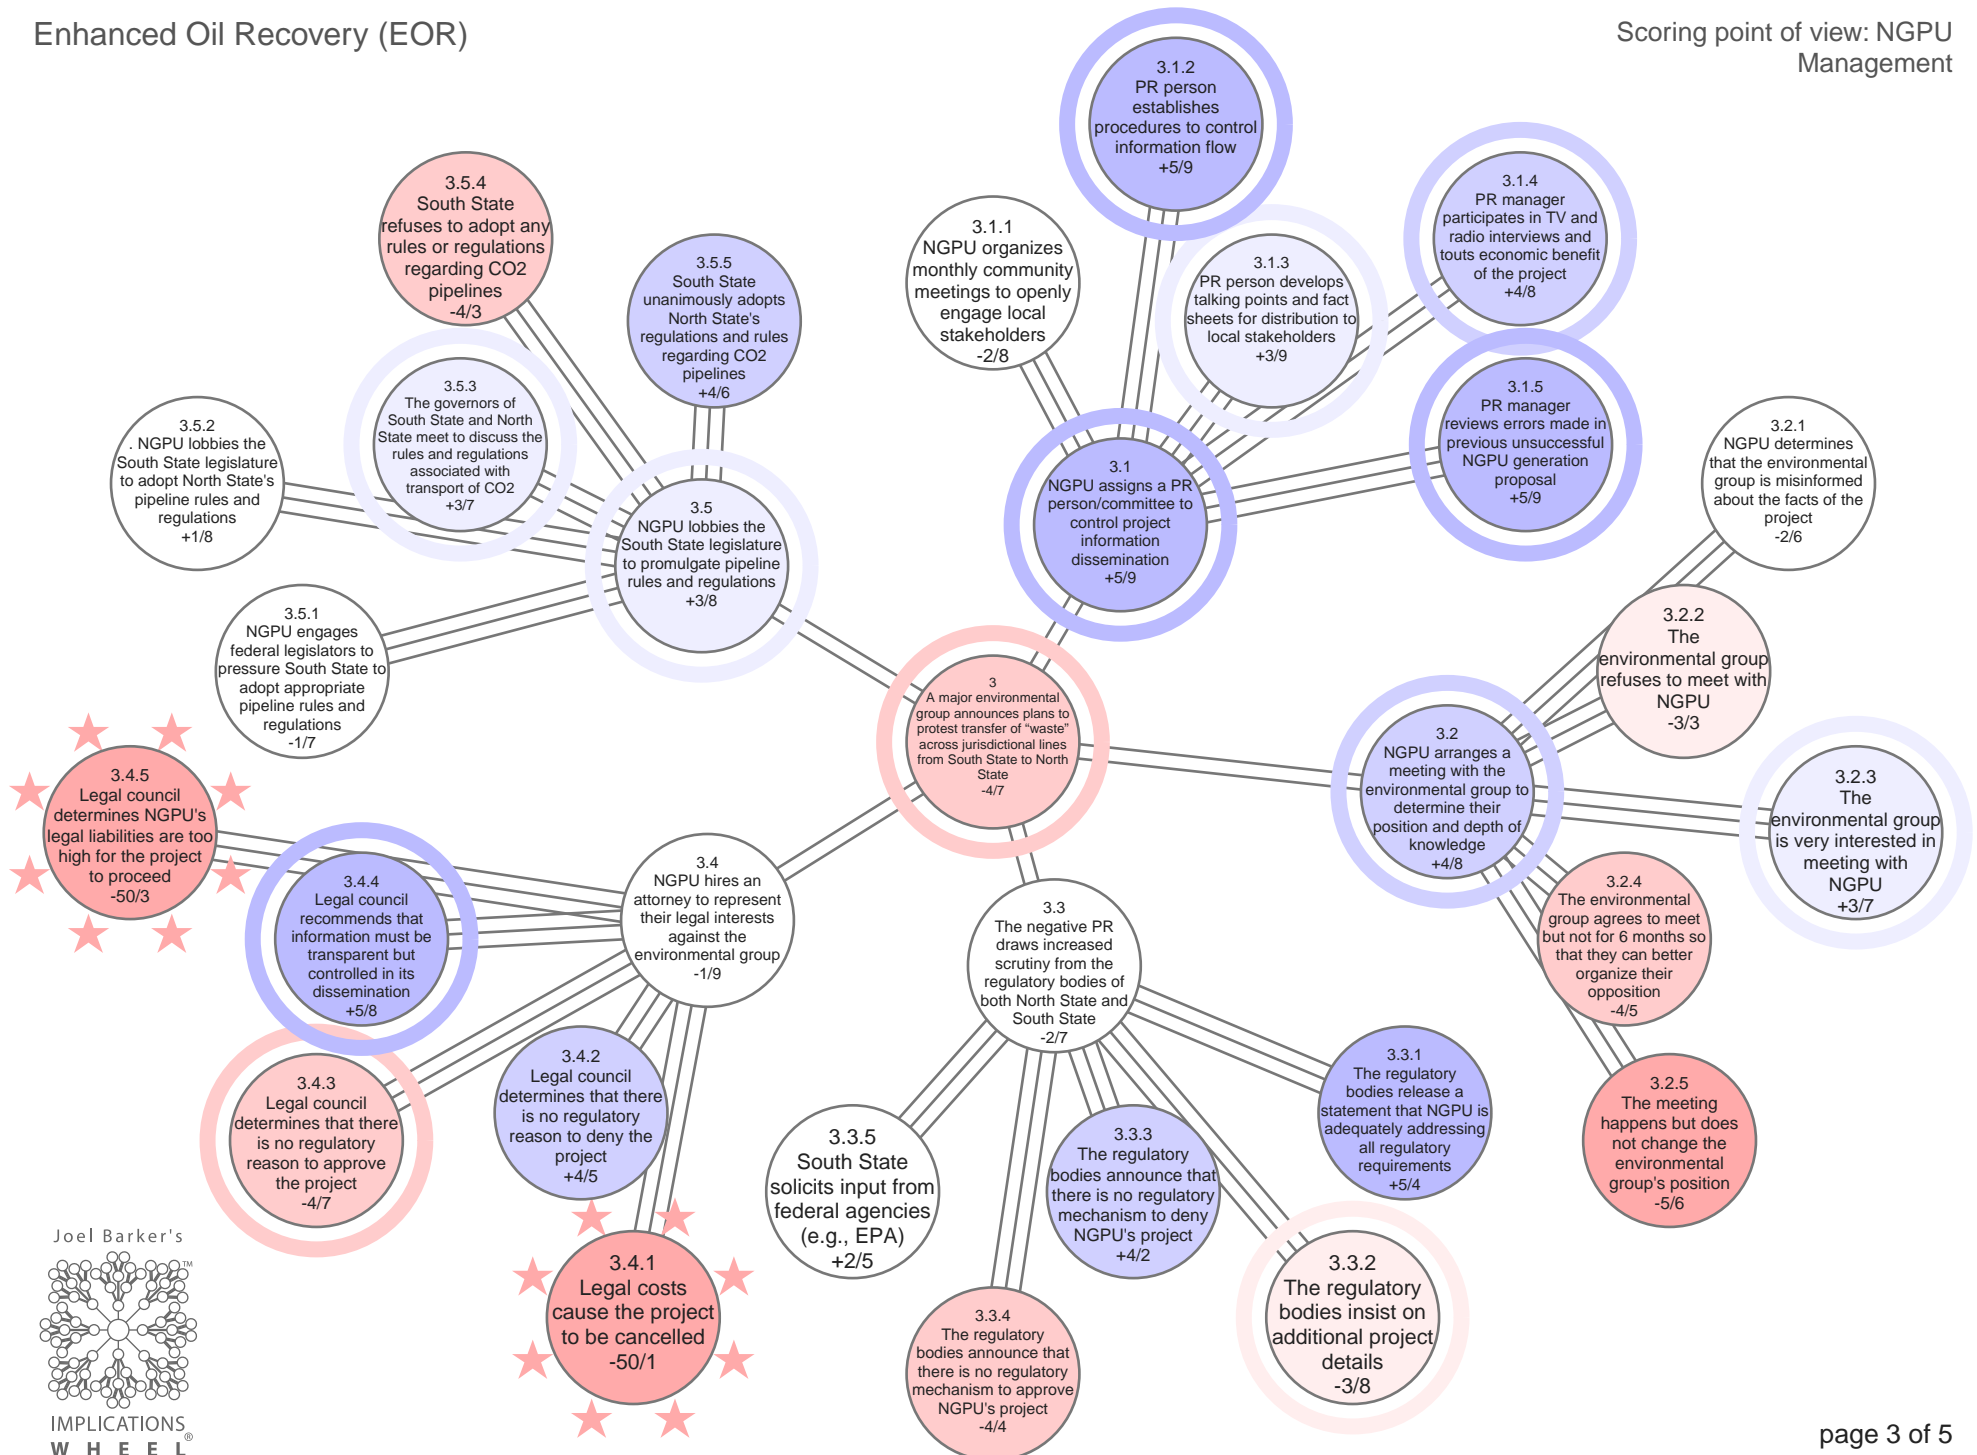 Enhanced Oil Recovery (EOR)
Scoring point of view: NGPU
Management
3.1.2
PR person
establishes
procedures to control
information flow
+5/9
3.1.4
PR manager
participates in TV and
radio interviews and
touts economic benefit
of the project
+4/8
3.5.4
South State
refuses to adopt any
rules or regulations
regarding CO2
pipelines
-4/3
3.5.5
South State
unanimously adopts
North State's
regulations and rules
regarding CO2
pipelines
+4/6
3.1.1
NGPU organizes
monthly community
meetings to openly
engage local
stakeholders
-2/8
3.1.3
PR person develops
talking points and fact
sheets for distribution to
local stakeholders
+3/9
3.1.5
PR manager
reviews errors made in
previous unsuccessful
NGPU generation
proposal
+5/9
3.5.2
. NGPU lobbies the
South State legislature
to adopt North State's
pipeline rules and
regulations
+1/8
3.5.3
The governors of
South State and North
State meet to discuss the
rules and regulations
associated with
transport of CO2
+3/7
3.5
NGPU lobbies the
South State legislature
to promulgate pipeline
rules and regulations
+3/8
3.1
NGPU assigns a PR
person/committee to
control project
information
dissemination
+5/9
3.2.1
NGPU determines
that the environmental
group is misinformed
about the facts of the
project
-2/6
3.5.1
NGPU engages
federal legislators to
pressure South State to
adopt appropriate
pipeline rules and
regulations
-1/7
3
A major environmental
group announces plans to
protest transfer of “waste”
across jurisdictional lines
from South State to North
State
-4/7
3.2.2
The
environmental group
refuses to meet with
NGPU
-3/3
3.2
NGPU arranges a
meeting with the
environmental group to
determine their
position and depth of
knowledge
+4/8
3.2.3
The
environmental group
is very interested in
meeting with
NGPU
+3/7
3.4.5
Legal council
determines NGPU's
legal liabilities are too
high for the project
to proceed
-50/3
3.4.4
Legal council
recommends that
information must be
transparent but
controlled in its
dissemination
+5/8
3.4
NGPU hires an
attorney to represent
their legal interests
against the
environmental group
-1/9
3.3
The negative PR
draws increased
scrutiny from the
regulatory bodies of
both North State and
South State
-2/7
3.2.4
The environmental
group agrees to meet
but not for 6 months so
that they can better
organize their
opposition
-4/5
3.4.3
Legal council
determines that there
is no regulatory
reason to approve
the project
-4/7
3.4.2
Legal council
determines that there
is no regulatory
reason to deny the
project
+4/5
3.3.5
South State
solicits input from
federal agencies
(e.g., EPA)
+2/5
3.3.3
The regulatory
bodies announce that
there is no regulatory
mechanism to deny
NGPU's project
+4/2
3.3.1
The regulatory
bodies release a
statement that NGPU is
adequately addressing
all regulatory
requirements
+5/4
3.2.5
The meeting
happens but does
not change the
environmental
group's position
-5/6
3.4.1
Legal costs
cause the project
to be cancelled
-50/1
3.3.4
The regulatory
bodies announce that
there is no regulatory
mechanism to approve
NGPU's project
-4/4
3.3.2
The regulatory
bodies insist on
additional project
details
-3/8
Joel Barker's
TM
IMPLICATIONS
WHEEL®
page 3 of 5